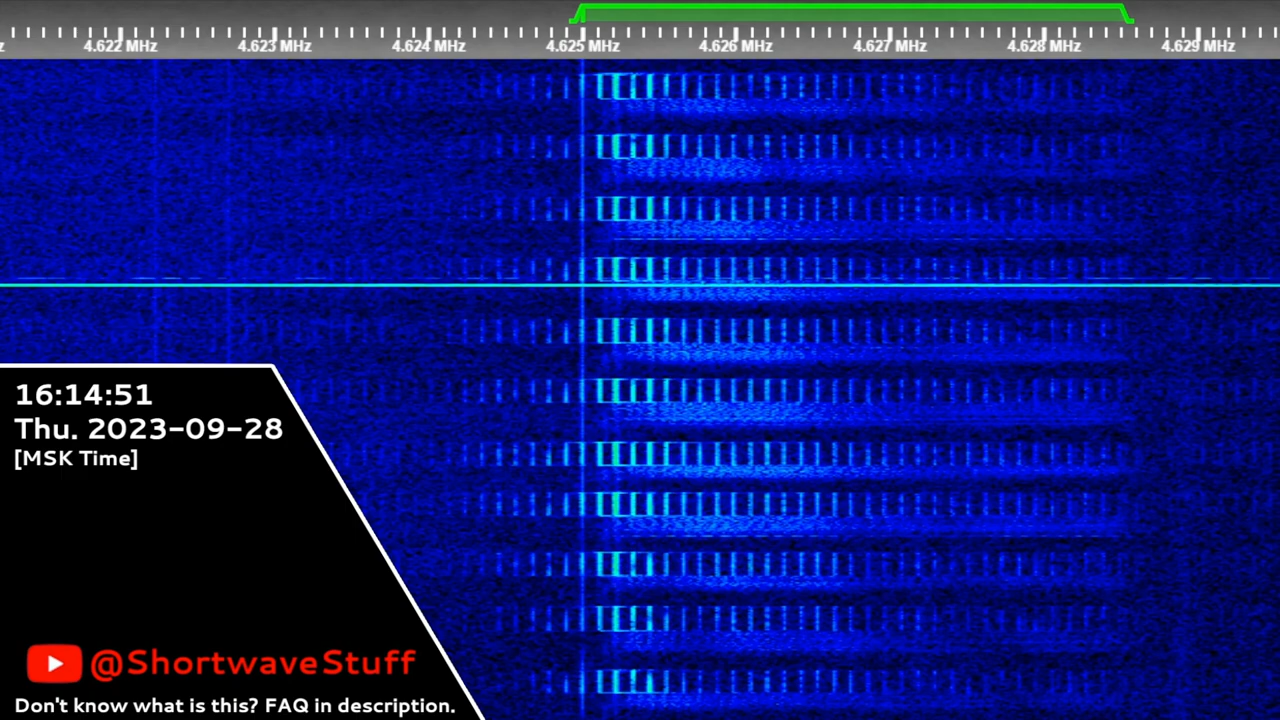 z 4.622 MHz 4.623 MHz 4.624 MHz 4.625 MHz 4.626 MHz 4.627 MHz 4.628 MHz 4.629 MHz
16:14:51
Thu. 2023-09-28
[MSK Time]
@ShortwaveStuff
Don't know what is this? FAQ in description.